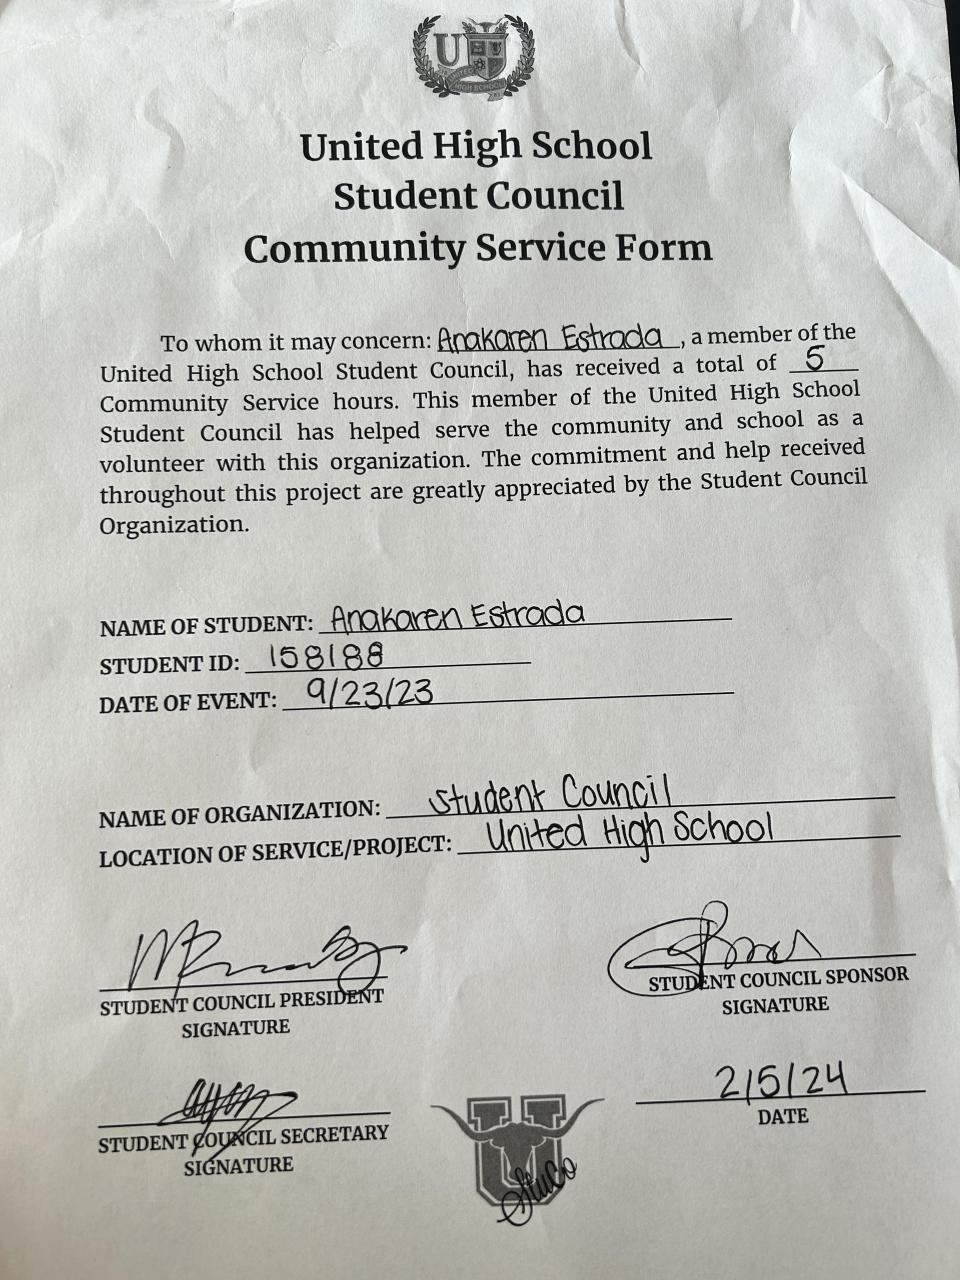 U
UNITED
HIGH SCHOOL
United High School
Student Council
Community Service Form
To whom it may concern: Anakaren Estrada, a member of the
United High School Student Council, has received a total of 5
Community Service hours. This member of the United High School
Student Council has helped serve the community and school as a
volunteer with this organization. The commitment and help received
throughout this project are greatly appreciated by the Student Council
Organization.
NAME OF STUDENT: Anakaren Estrada
STUDENT ID: 158188
DATE OF EVENT: 9/23/23
NAME OF ORGANIZATION: Student Council
LOCATION OF SERVICE/PROJECT: United High School
STUDENT COUNCIL PRESIDENT
SIGNATURE
STUDENT COUNCIL SPONSOR
SIGNATURE
2/5/24
DATE
STUDENT COUNCIL SECRETARY
SIGNATURE
U
StuCo